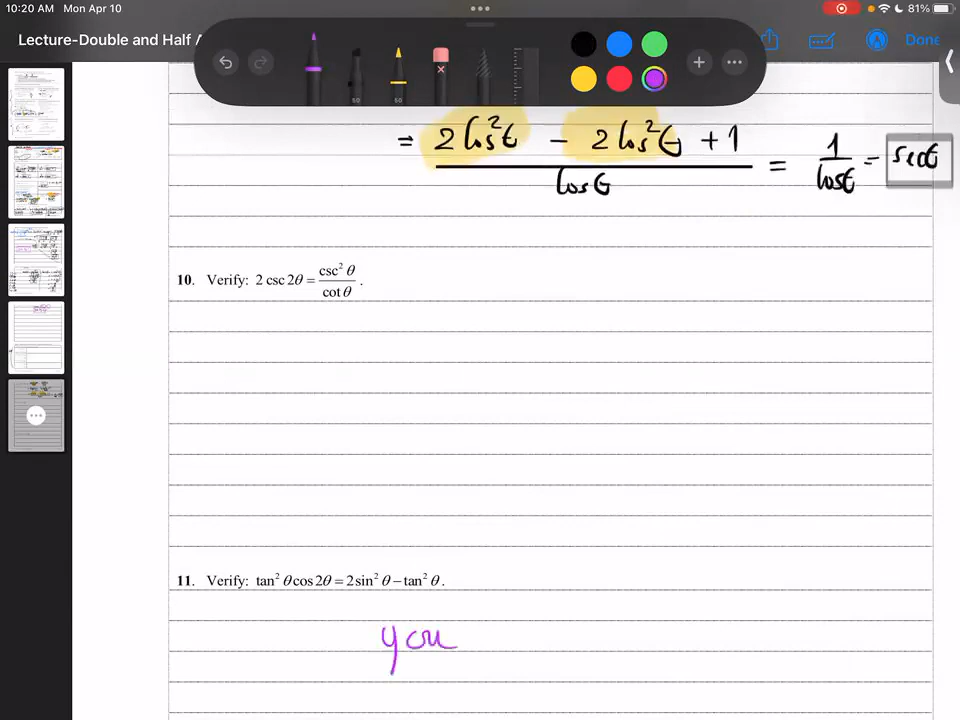 10:20 AM Mon Apr 10 81%
Lecture-Double and Half A Done
50 50
= (2cos²θ - 2cos²θ + 1)/cosθ = 1/cosθ = secθ
10. Verify: 2 csc 2θ = csc² θ / cot θ .
11. Verify: tan² θ cos 2θ = 2 sin² θ – tan² θ .
you